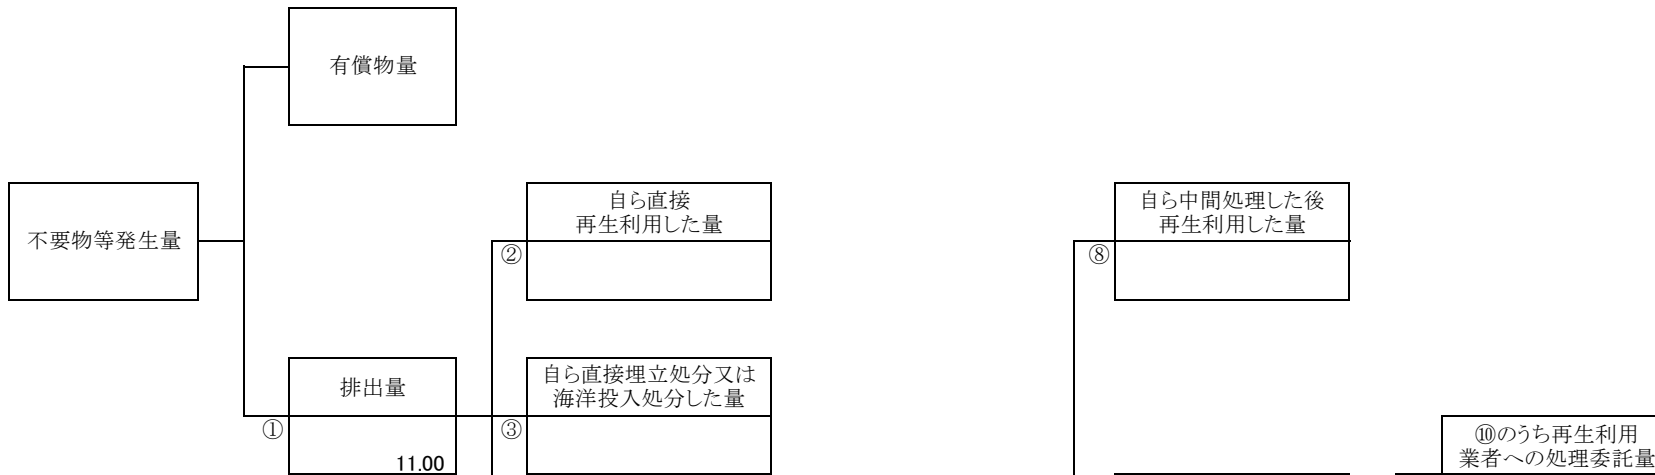 有償物量
不要物等発生量
自ら直接
再生利用した量
②
自ら中間処理した後
再生利用した量
⑧
排出量
①
11.00
自ら直接埋立処分又は
海洋投入処分した量
③
⑩のうち再生利用
業者への処理委託量